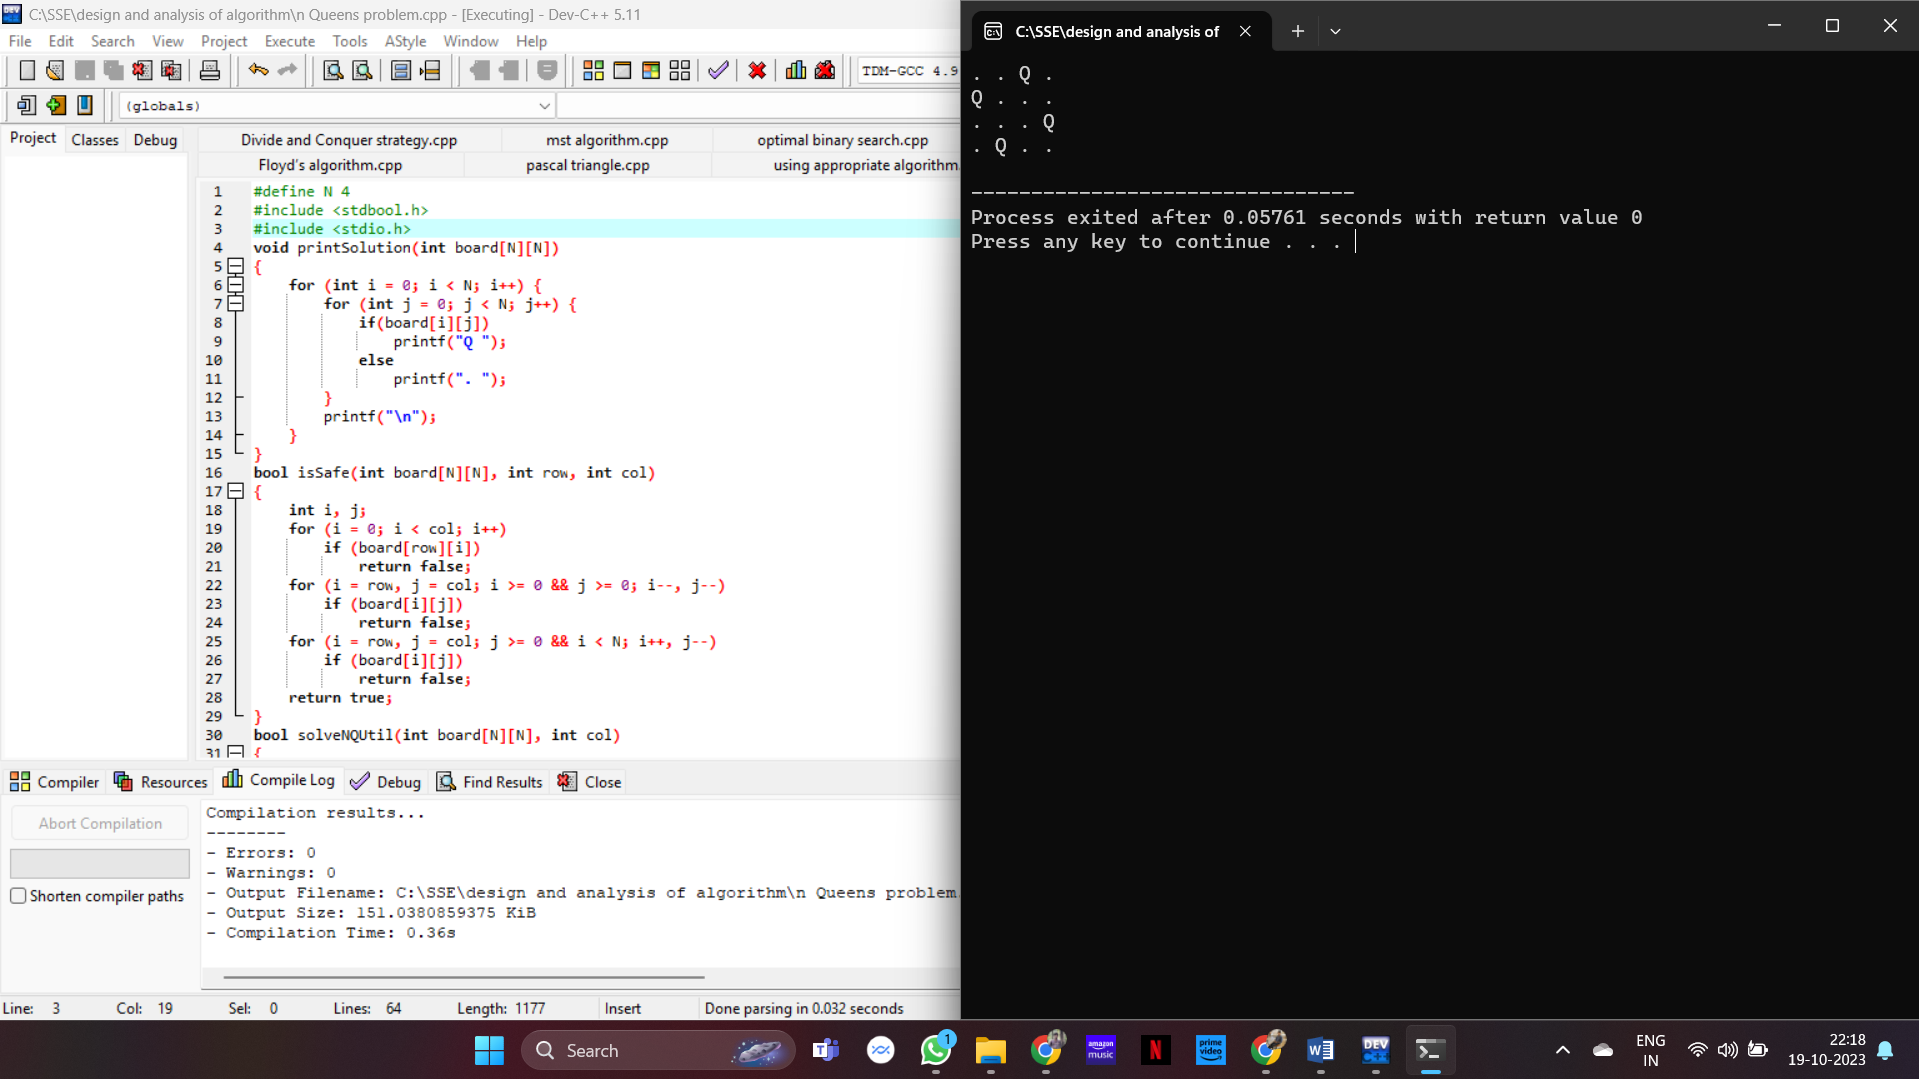 C:\SSE\design and analysis of algorithm\n Queens problem.cpp - [Executing] - Dev-C++ 5.11
File Edit Search View Project Execute Tools AStyle Window Help
TDM-GCC 4.9
(globals)
Project Classes Debug
Divide and Conquer strategy.cpp mst algorithm.cpp optimal binary search.cpp
Floyd's algorithm.cpp pascal triangle.cpp using appropriate algorithm.
1 #define N 4
2 #include <stdbool.h>
3 #include <stdio.h>
4 void printSolution(int board[N][N])
5 {
6 for (int i = 0; i < N; i++) {
7 for (int j = 0; j < N; j++) {
8 if(board[i][j])
9 printf("Q ");
10 else
11 printf(". ");
12 }
13 printf("\n");
14 }
15 }
16 bool isSafe(int board[N][N], int row, int col)
17 {
18 int i, j;
19 for (i = 0; i < col; i++)
20 if (board[row][i])
21 return false;
22 for (i = row, j = col; i >= 0 && j >= 0; i--, j--)
23 if (board[i][j])
24 return false;
25 for (i = row, j = col; j >= 0 && i < N; i++, j--)
26 if (board[i][j])
27 return false;
28 return true;
29 }
30 bool solveNQUtil(int board[N][N], int col)
31 {
Compiler Resources Compile Log Debug Find Results Close
Abort Compilation
Shorten compiler paths
Compilation results...
--------
- Errors: 0
- Warnings: 0
- Output Filename: C:\SSE\design and analysis of algorithm\n Queens problem.
- Output Size: 151.0380859375 KiB
- Compilation Time: 0.36s
Line: 3 Col: 19 Sel: 0 Lines: 64 Length: 1177 Insert Done parsing in 0.032 seconds
C:\SSE\design and analysis of
. . Q .
Q . . .
. . . Q
. Q . .
--------------------------------
Process exited after 0.05761 seconds with return value 0
Press any key to continue . . .
Search
1
amazon music
N
prime video
DEV C++
ENG
IN
22:18
19-10-2023